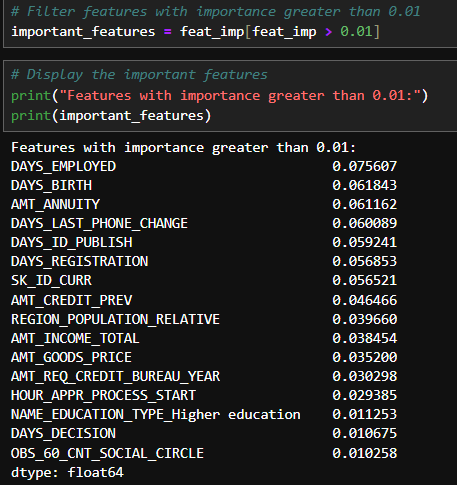 # Filter features with importance greater than 0.01
important_features = feat_imp[feat_imp > 0.01]
# Display the important features
print("Features with importance greater than 0.01:")
print(important_features)
Features with importance greater than 0.01:
DAYS_EMPLOYED 0.075607
DAYS_BIRTH 0.061843
AMT_ANNUITY 0.061162
DAYS_LAST_PHONE_CHANGE 0.060089
DAYS_ID_PUBLISH 0.059241
DAYS_REGISTRATION 0.056853
SK_ID_CURR 0.056521
AMT_CREDIT_PREV 0.046466
REGION_POPULATION_RELATIVE 0.039660
AMT_INCOME_TOTAL 0.038454
AMT_GOODS_PRICE 0.035200
AMT_REQ_CREDIT_BUREAU_YEAR 0.030298
HOUR_APPR_PROCESS_START 0.029385
NAME_EDUCATION_TYPE_Higher education 0.011253
DAYS_DECISION 0.010675
OBS_60_CNT_SOCIAL_CIRCLE 0.010258
dtype: float64